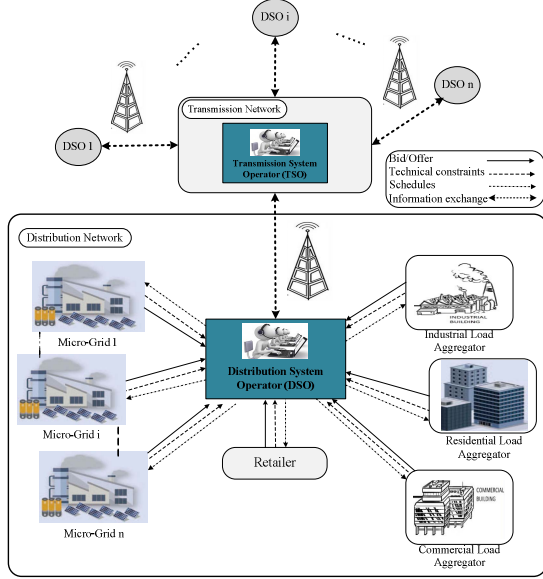 DSO i
DSO n
DSO 1
Transmission Network
Transmission System
Operator (TSO)
Bid/Offer
Technical constraints
Schedules
Information exchange
Distribution Network
Micro-Grid 1
INDUSTRIAL
BUILDING
Industrial Load
Aggregator
Distribution System
Operator (DSO)
Micro-Grid i
Residential Load
Aggregator
Retailer
Micro-Grid n
COMMERCIAL
BUILDING
Commercial Load
Aggregator